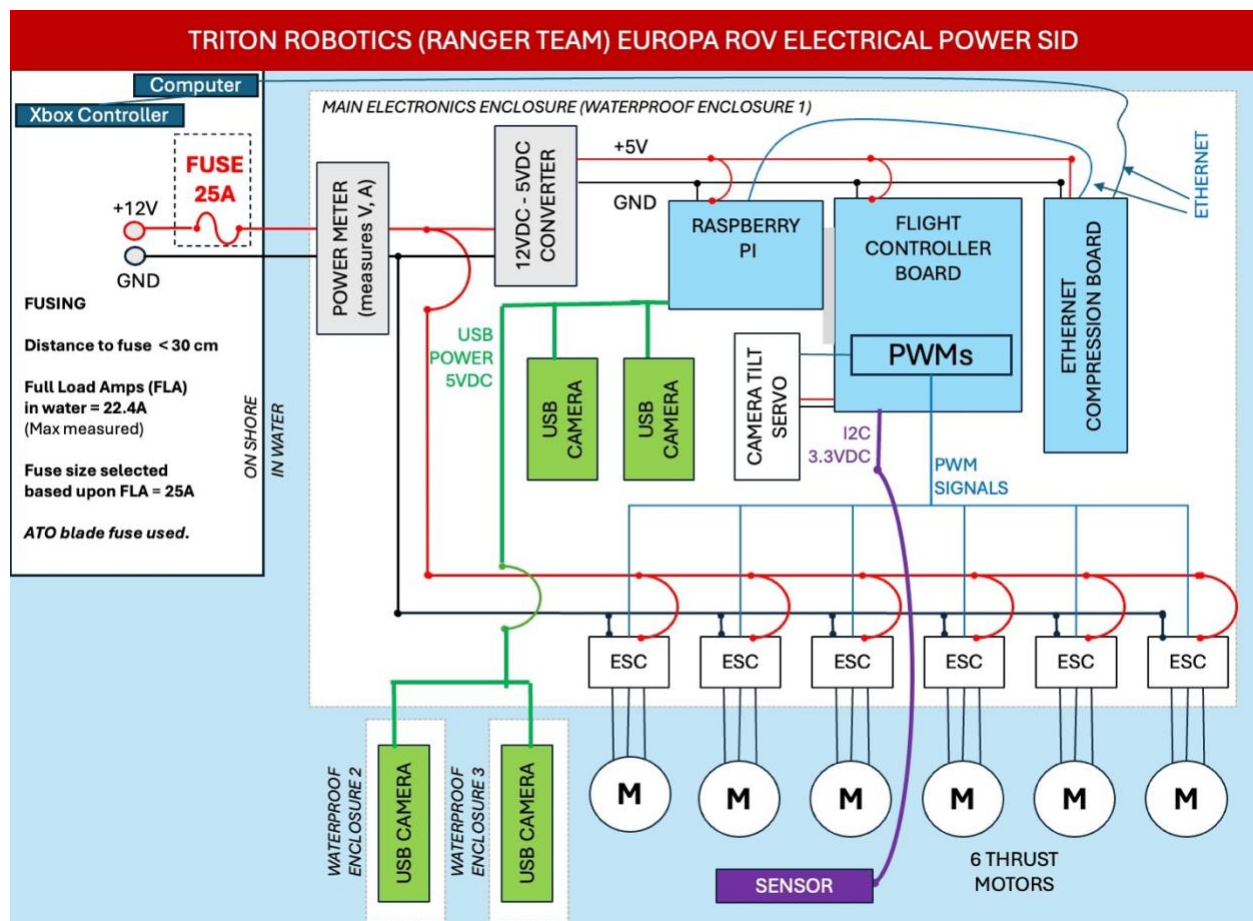 TRITON ROBOTICS (RANGER TEAM) EUROPA ROV ELECTRICAL POWER SID
Computer
Xbox Controller
FUSE
25A
+12V
GND
FUSING
Distance to fuse < 30 cm
Full Load Amps (FLA)
in water = 22.4A
(Max measured)
Fuse size selected
based upon FLA = 25A
ATO blade fuse used.
ON SHORE
IN WATER
MAIN ELECTRONICS ENCLOSURE (WATERPROOF ENCLOSURE 1)
POWER METER
(measures V, A)
12VDC - 5VDC
CONVERTER
+5V
GND
RASPBERRY
PI
FLIGHT
CONTROLLER
BOARD
PWMs
ETHERNET
COMPRESSION BOARD
ETHERNET
USB
POWER
5VDC
USB
CAMERA
USB
CAMERA
CAMERA TILT
SERVO
I2C
3.3VDC
PWM
SIGNALS
ESC
ESC
ESC
ESC
ESC
ESC
WATERPROOF
ENCLOSURE 2
USB CAMERA
WATERPROOF
ENCLOSURE 3
USB CAMERA
M
M
M
M
M
M
6 THRUST
MOTORS
SENSOR